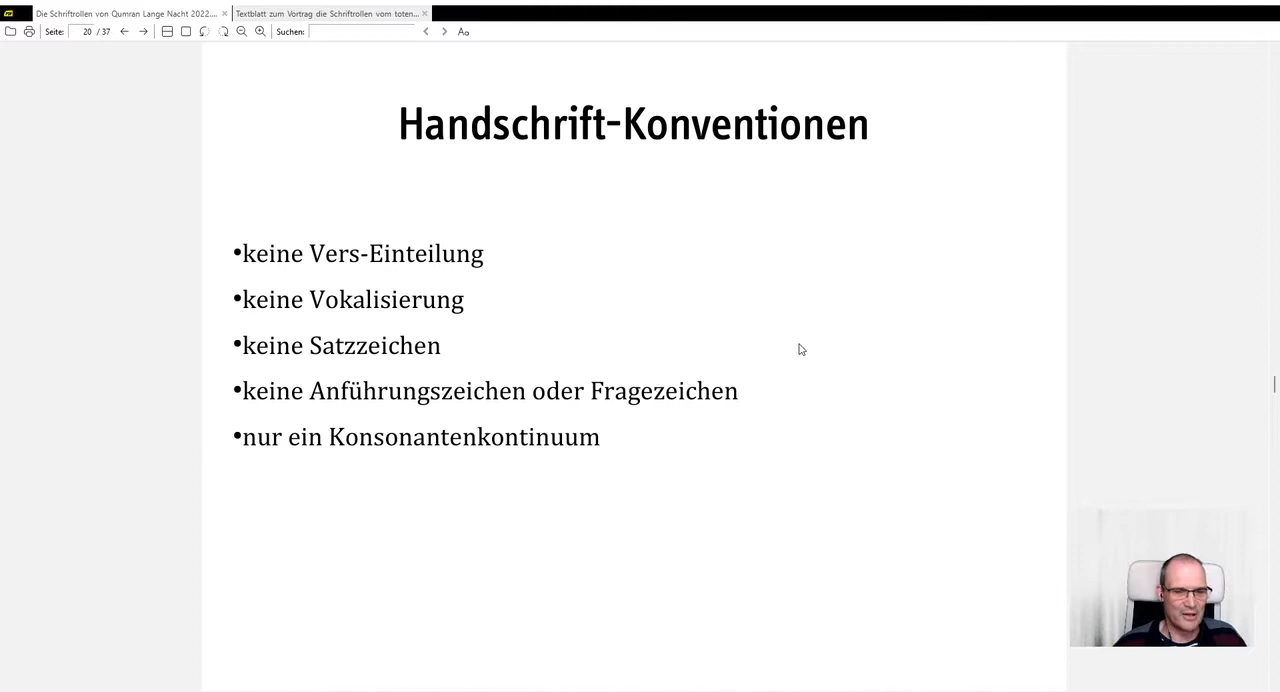 Die Schriftrollen von Qumran Lange Nacht 2022.... Textblatt zum Vortrag die Schriftrollen vom toten...
Seite: 20 / 37 Suchen: Aa
Handschrift-Konventionen
•keine Vers-Einteilung
•keine Vokalisierung
•keine Satzzeichen
•keine Anführungszeichen oder Fragezeichen
•nur ein Konsonantenkontinuum